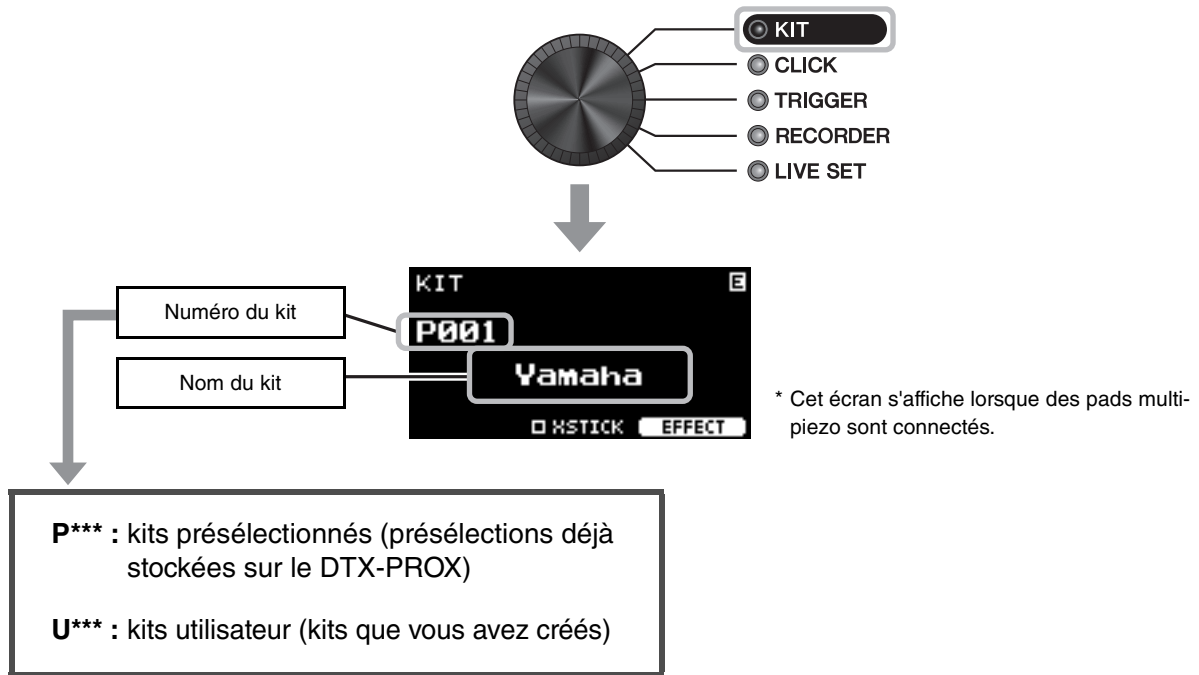 KIT
CLICK
TRIGGER
RECORDER
LIVE SET
KIT E
Numéro du kit
P001
Nom du kit
Yamaha
XSTICK EFFECT
* Cet écran s'affiche lorsque des pads multi-
piezo sont connectés.
P*** : kits présélectionnés (présélections déjà
stockées sur le DTX-PROX)
U*** : kits utilisateur (kits que vous avez créés)